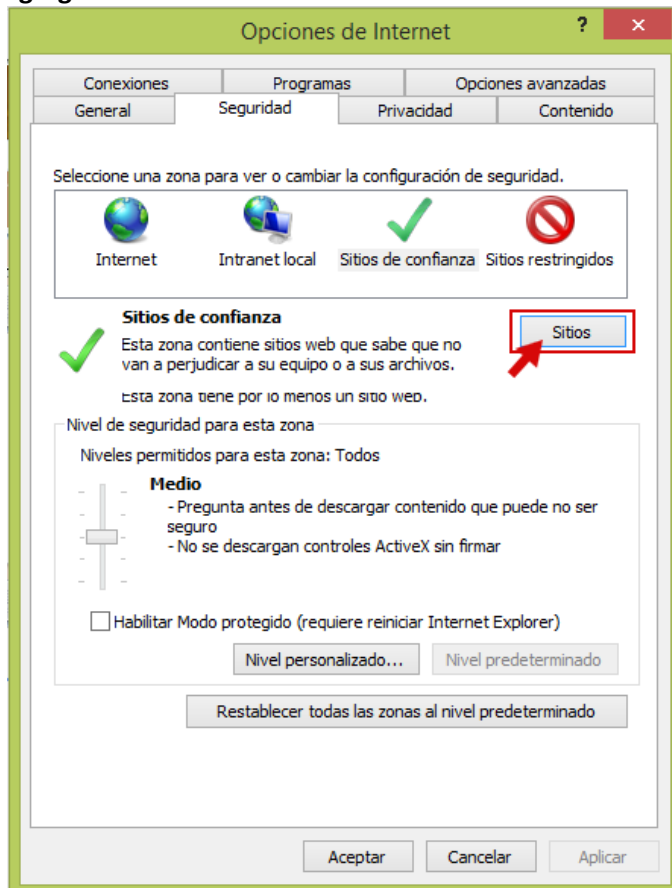 Opciones de Internet
?
Conexiones
Programas
Opciones avanzadas
General
Seguridad
Privacidad
Contenido
Seleccione una zona para ver o cambiar la configuración de seguridad.
Internet
Intranet local
Sitios de confianza
Sitios restringidos
Sitios de confianza
Sitios
Esta zona contiene sitios web que sabe que no
van a perjudicar a su equipo o a sus archivos.
Esta zona tiene por lo menos un sitio web.
Nivel de seguridad para esta zona
Niveles permitidos para esta zona: Todos
Medio
- Pregunta antes de descargar contenido que puede no ser
seguro
- No se descargan controles ActiveX sin firmar
Habilitar Modo protegido (requiere reiniciar Internet Explorer)
Nivel personalizado...
Nivel predeterminado
Restablecer todas las zonas al nivel predeterminado
Aceptar
Cancelar
Aplicar